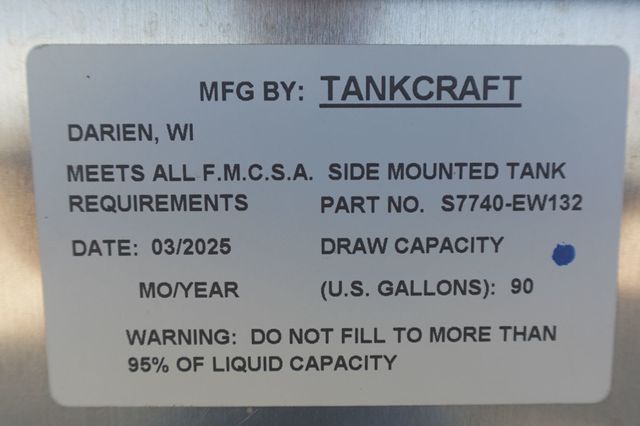 MFG BY: TANKCRAFT
DARIEN, WI
MEETS ALL F.M.C.S.A. SIDE MOUNTED TANK
REQUIREMENTS PART NO. S7740-EW132
DATE: 03/2025 DRAW CAPACITY
MO/YEAR (U.S. GALLONS): 90
WARNING: DO NOT FILL TO MORE THAN
95% OF LIQUID CAPACITY